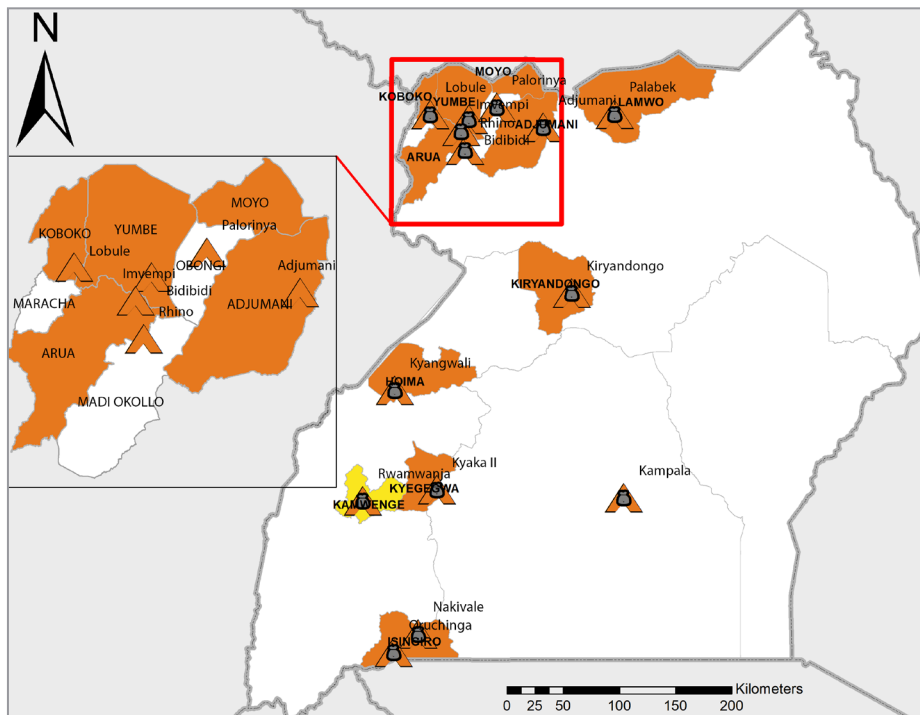 N
MOYO
Palorinya
Lobule
Palabek
KOBOKO
YUMBE
Imvempi
Adjumani
LAMWO
Rhino
ADJUMANI
Bidibidi
ARUA
MOYO
KOBOKO
YUMBE
Palorinya
Lobule
OBONGI
Adjumani
Imyempi
Bidibidi
MARACHA
ADJUMANI
Rhino
ARUA
MADI OKOLLO
Kiryandongo
KIRYANDONGO
Kyangwali
HOIMA
Kyaka II
Rwamwanja
KYEGEGWA
KAMWENGE
Kampala
Nakivale
Oruchinga
ISINGIRO
Kilometers
0 25 50 100 150 200